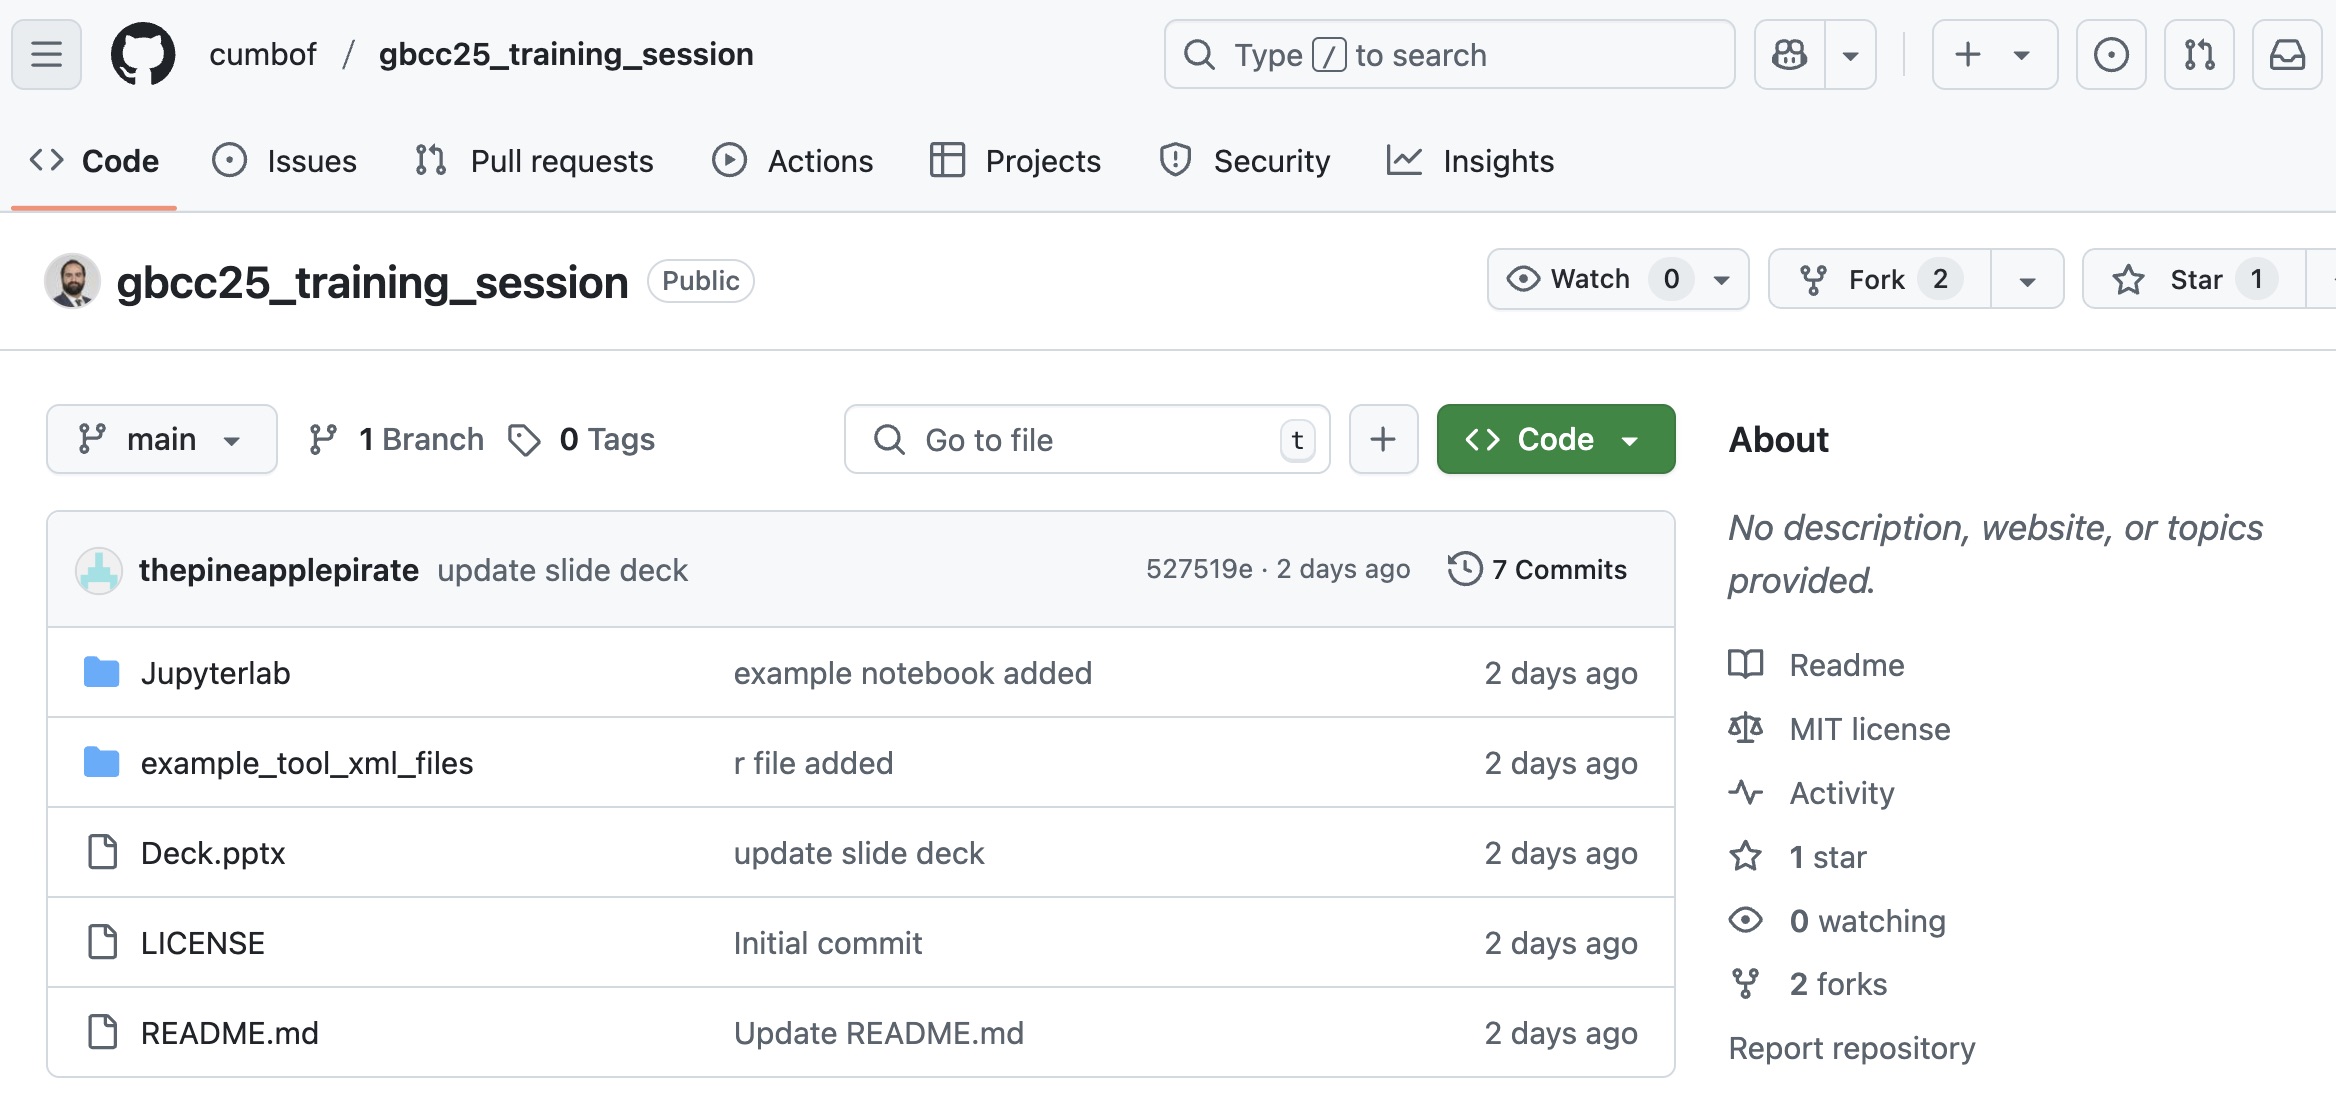 cumbof / gbcc25_training_session
Type / to search
Code Issues Pull requests Actions Projects Security Insights
gbcc25_training_session Public
Watch 0 Fork 2 Star 1
main 1 Branch 0 Tags Go to file t + Code
thepineapplepirate update slide deck 527519e · 2 days ago 7 Commits
Jupyterlab example notebook added 2 days ago
example_tool_xml_files r file added 2 days ago
Deck.pptx update slide deck 2 days ago
LICENSE Initial commit 2 days ago
README.md Update README.md 2 days ago
About
No description, website, or topics
provided.
Readme
MIT license
Activity
1 star
0 watching
2 forks
Report repository